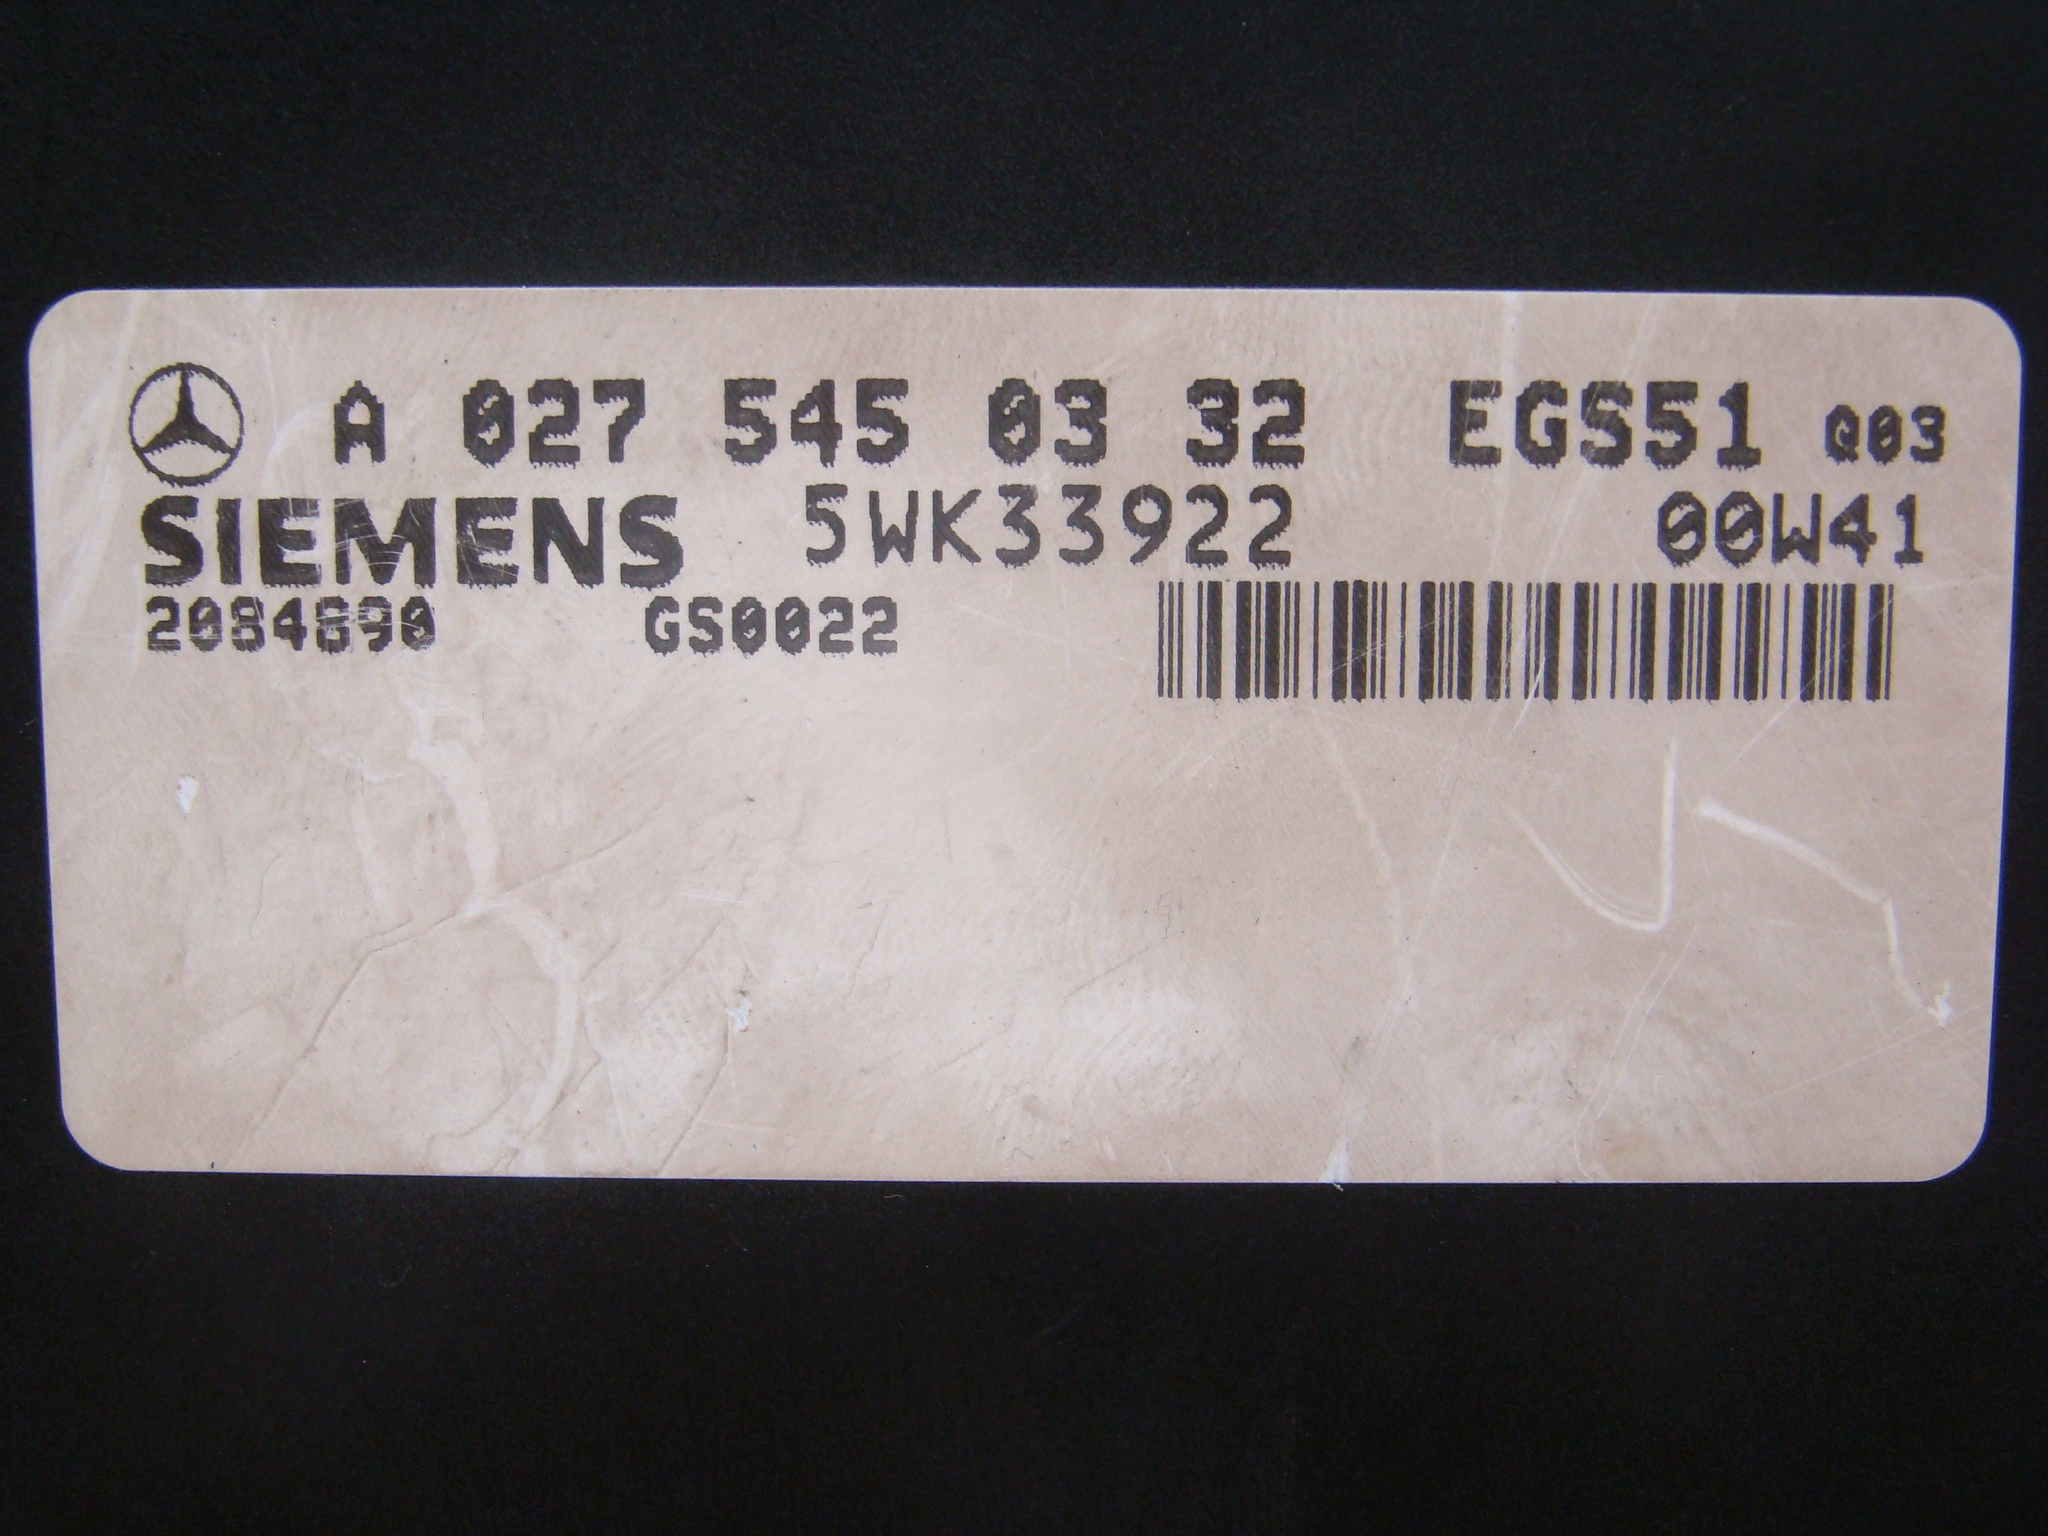 A 027 545 03 32 EGS51 Q03
SIEMENS 5WK33922 00W41
2084890 GS0022